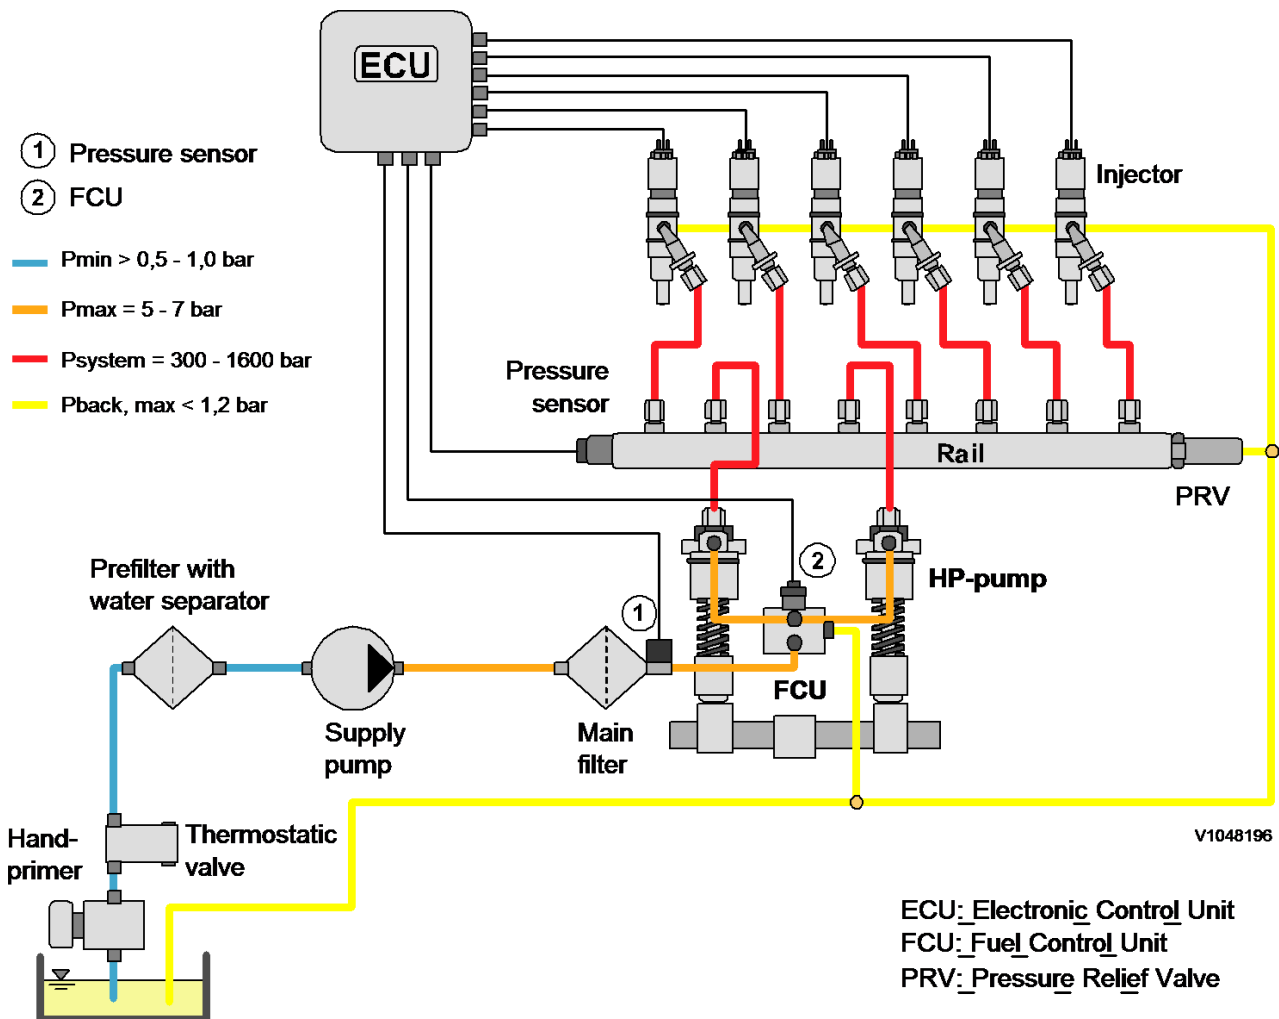 ECU
1 Pressure sensor
2 FCU
Pmin > 0,5 - 1,0 bar
Pmax = 5 - 7 bar
Psystem = 300 - 1600 bar
Pback, max < 1,2 bar
Injector
Pressure
sensor
Rail
PRV
Prefilter with
water separator
1
2
HP-pump
FCU
Supply
pump
Main
filter
Hand-
primer
Thermostatic
valve
V1048196
ECU: Electronic Control Unit
FCU: Fuel Control Unit
PRV: Pressure Relief Valve